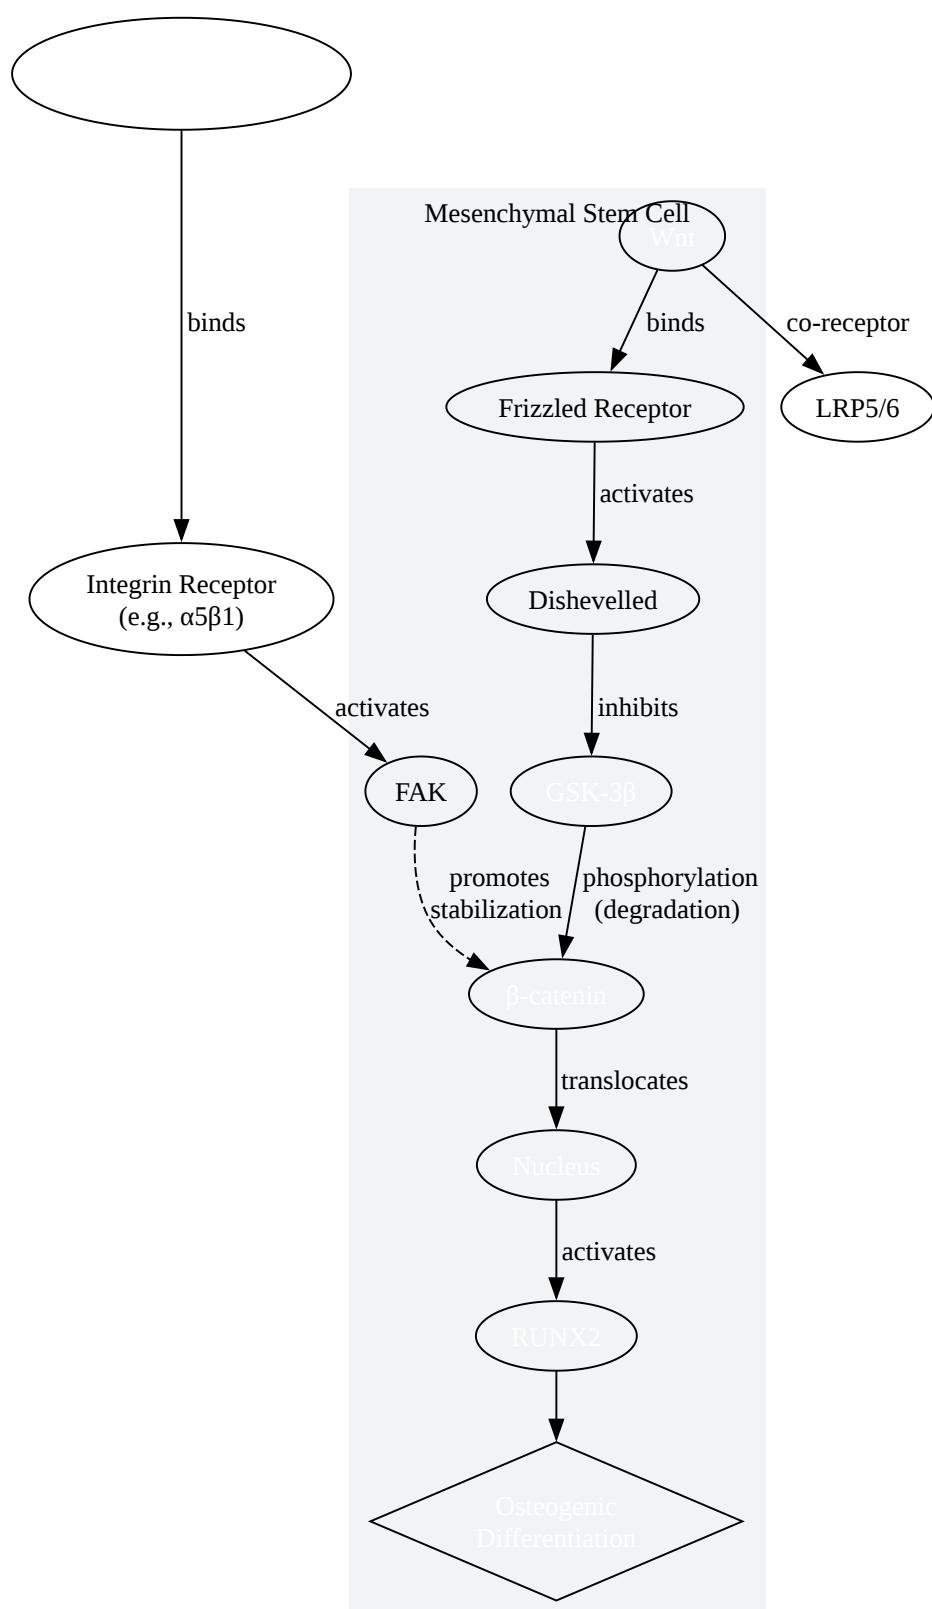 Mesenchymal Stem Cell
Wnt
binds
binds
co-receptor
Frizzled Receptor
LRP5/6
activates
Integrin Receptor
(e.g., α5β1)
Dishevelled
activates
inhibits
FAK
GSK-3β
promotes
stabilization
phosphorylation
(degradation)
β-catenin
translocates
Nucleus
activates
RUNX2
Osteogenic
Differentiation